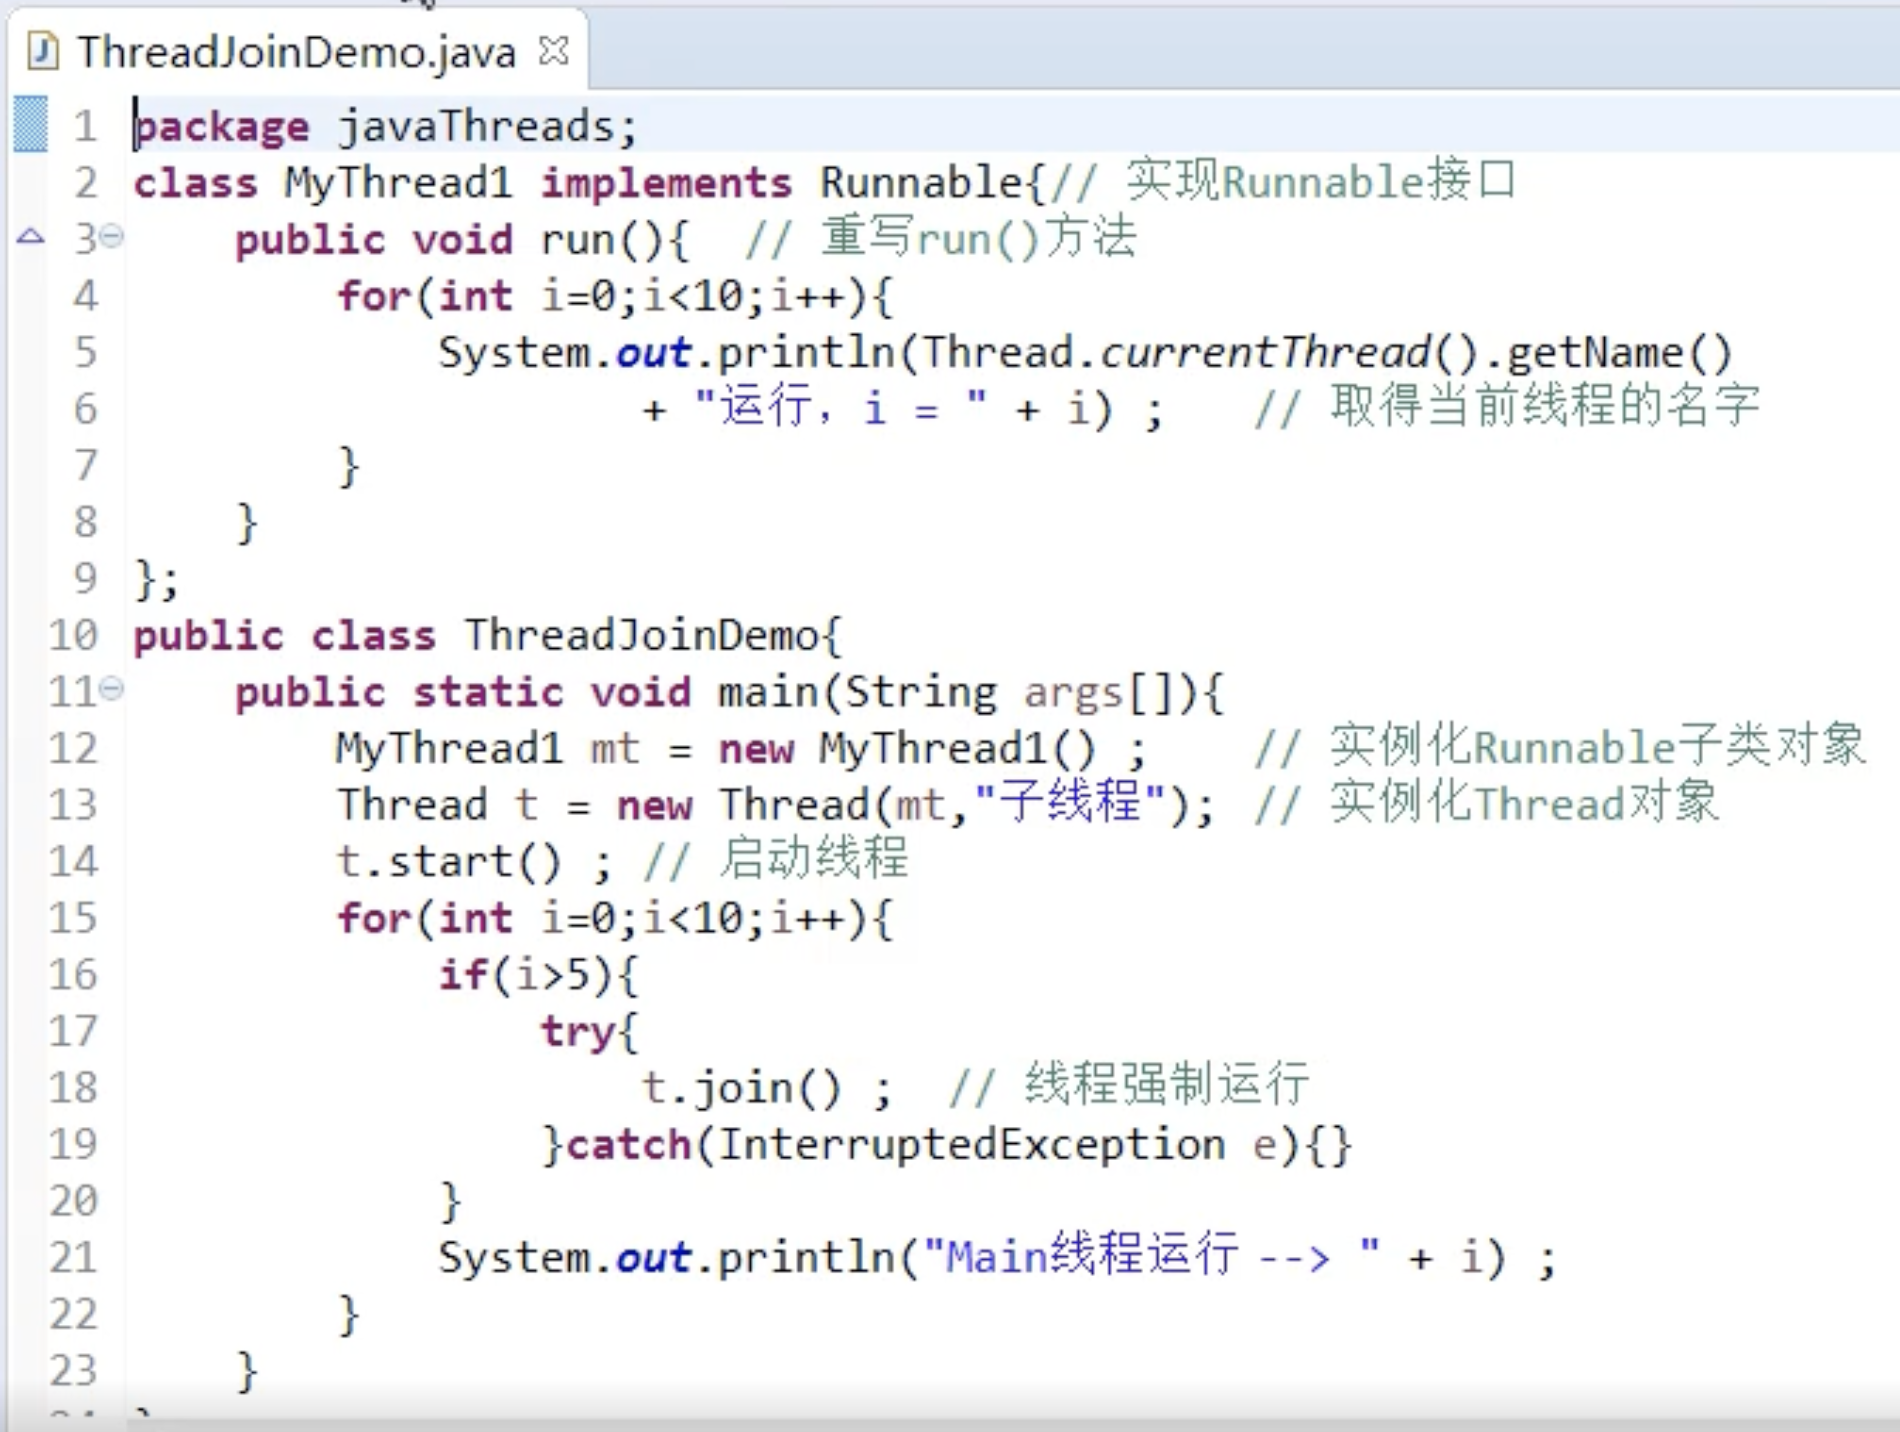 ThreadJoinDemo.java
1 package javaThreads;
2 class MyThread1 implements Runnable{// 实现Runnable接口
3 public void run(){ // 重写run()方法
4 for(int i=0;i<10;i++){
5 System.out.println(Thread.currentThread().getName()
6 + "运行，i = " + i) ; // 取得当前线程的名字
7 }
8 }
9 };
10 public class ThreadJoinDemo{
11 public static void main(String args[]){
12 MyThread1 mt = new MyThread1() ; // 实例化Runnable子类对象
13 Thread t = new Thread(mt,"子线程"); // 实例化Thread对象
14 t.start() ; // 启动线程
15 for(int i=0;i<10;i++){
16 if(i>5){
17 try{
18 t.join() ; // 线程强制运行
19 }catch(InterruptedException e){}
20 }
21 System.out.println("Main线程运行 --> " + i) ;
22 }
23 }